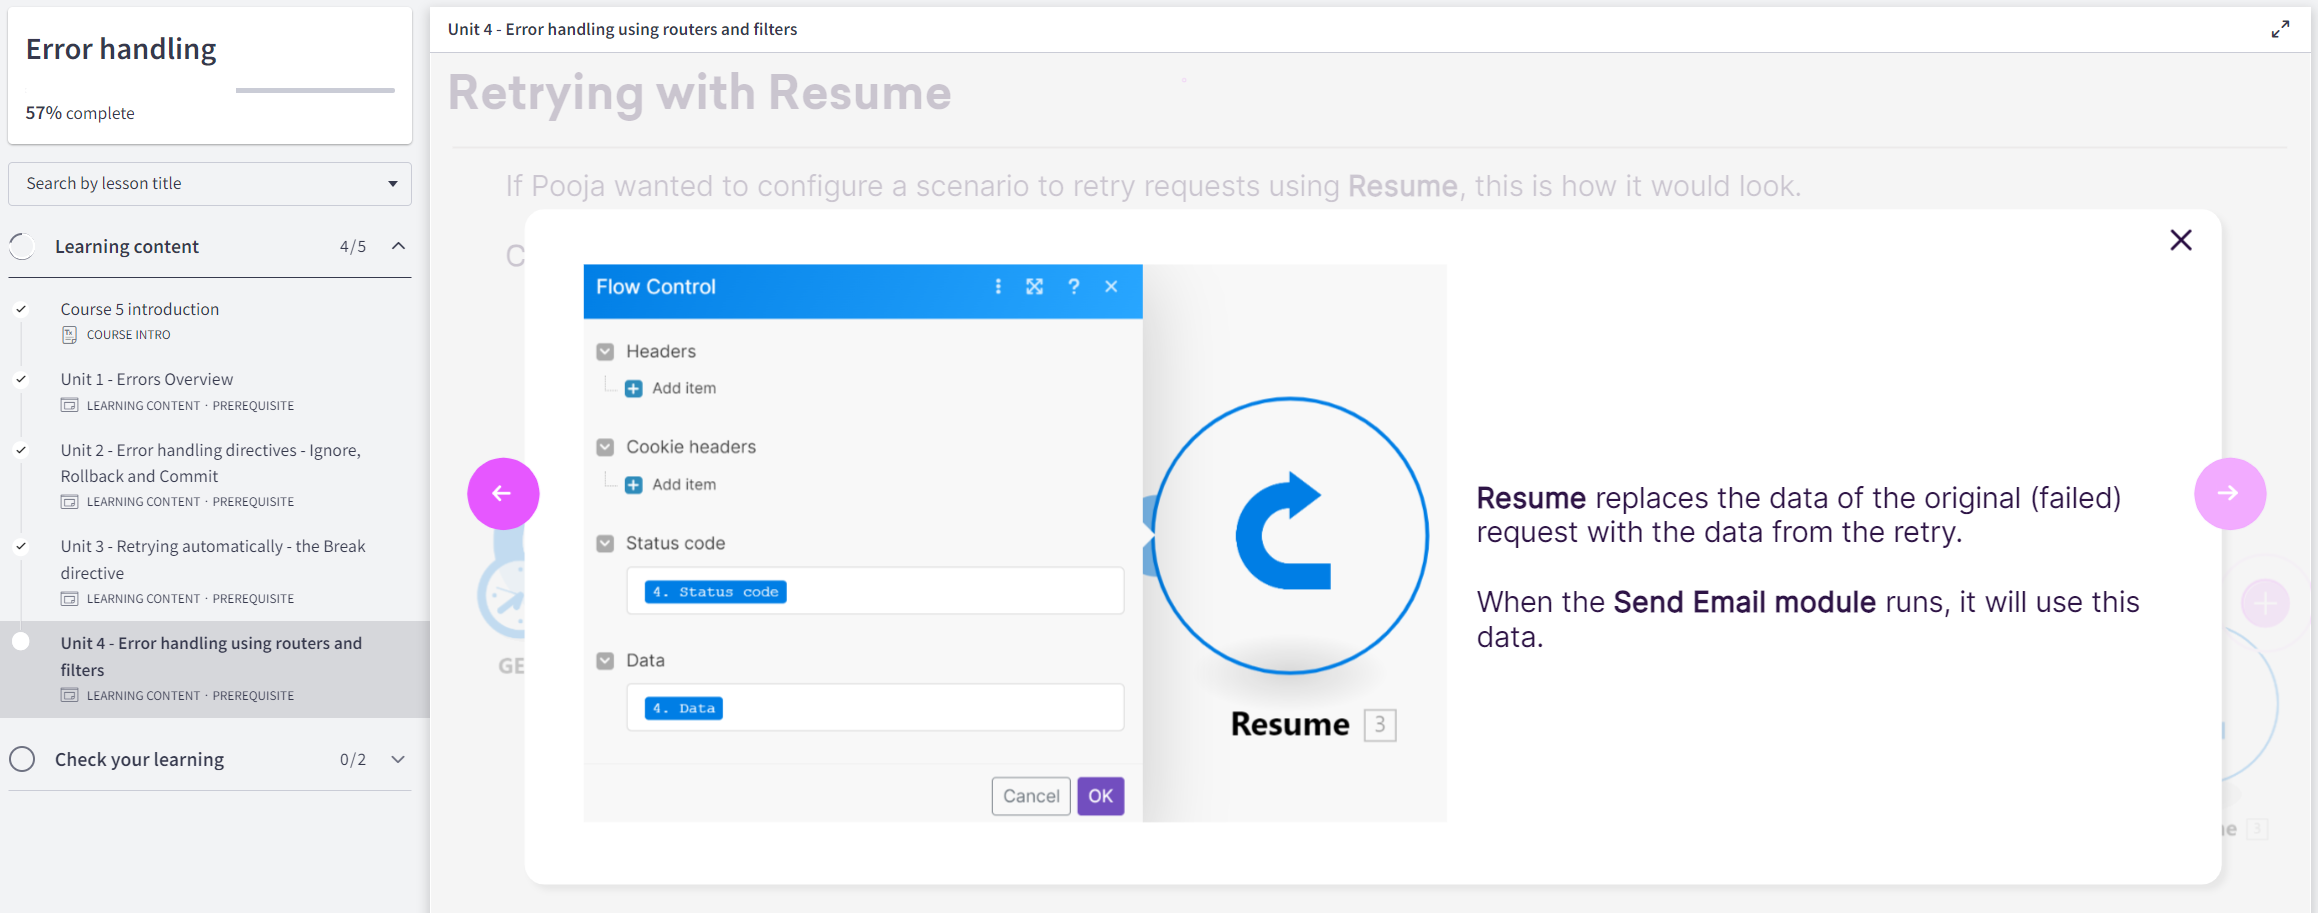 Error handling
57% complete
Search by lesson title
Learning content 4/5
Course 5 introduction
COURSE INTRO
Unit 1 - Errors Overview
LEARNING CONTENT · PREREQUISITE
Unit 2 - Error handling directives - Ignore,
Rollback and Commit
LEARNING CONTENT · PREREQUISITE
Unit 3 - Retrying automatically - the Break
directive
LEARNING CONTENT · PREREQUISITE
Unit 4 - Error handling using routers and
filters
LEARNING CONTENT · PREREQUISITE
Check your learning 0/2
Unit 4 - Error handling using routers and filters
Retrying with Resume
If Pooja wanted to configure a scenario to retry requests using Resume, this is how it would look.
Flow Control
Headers
Add item
Cookie headers
Add item
Status code
4. Status code
Data
4. Data
Cancel OK
Resume 3
Resume replaces the data of the original (failed)
request with the data from the retry.
When the Send Email module runs, it will use this
data.